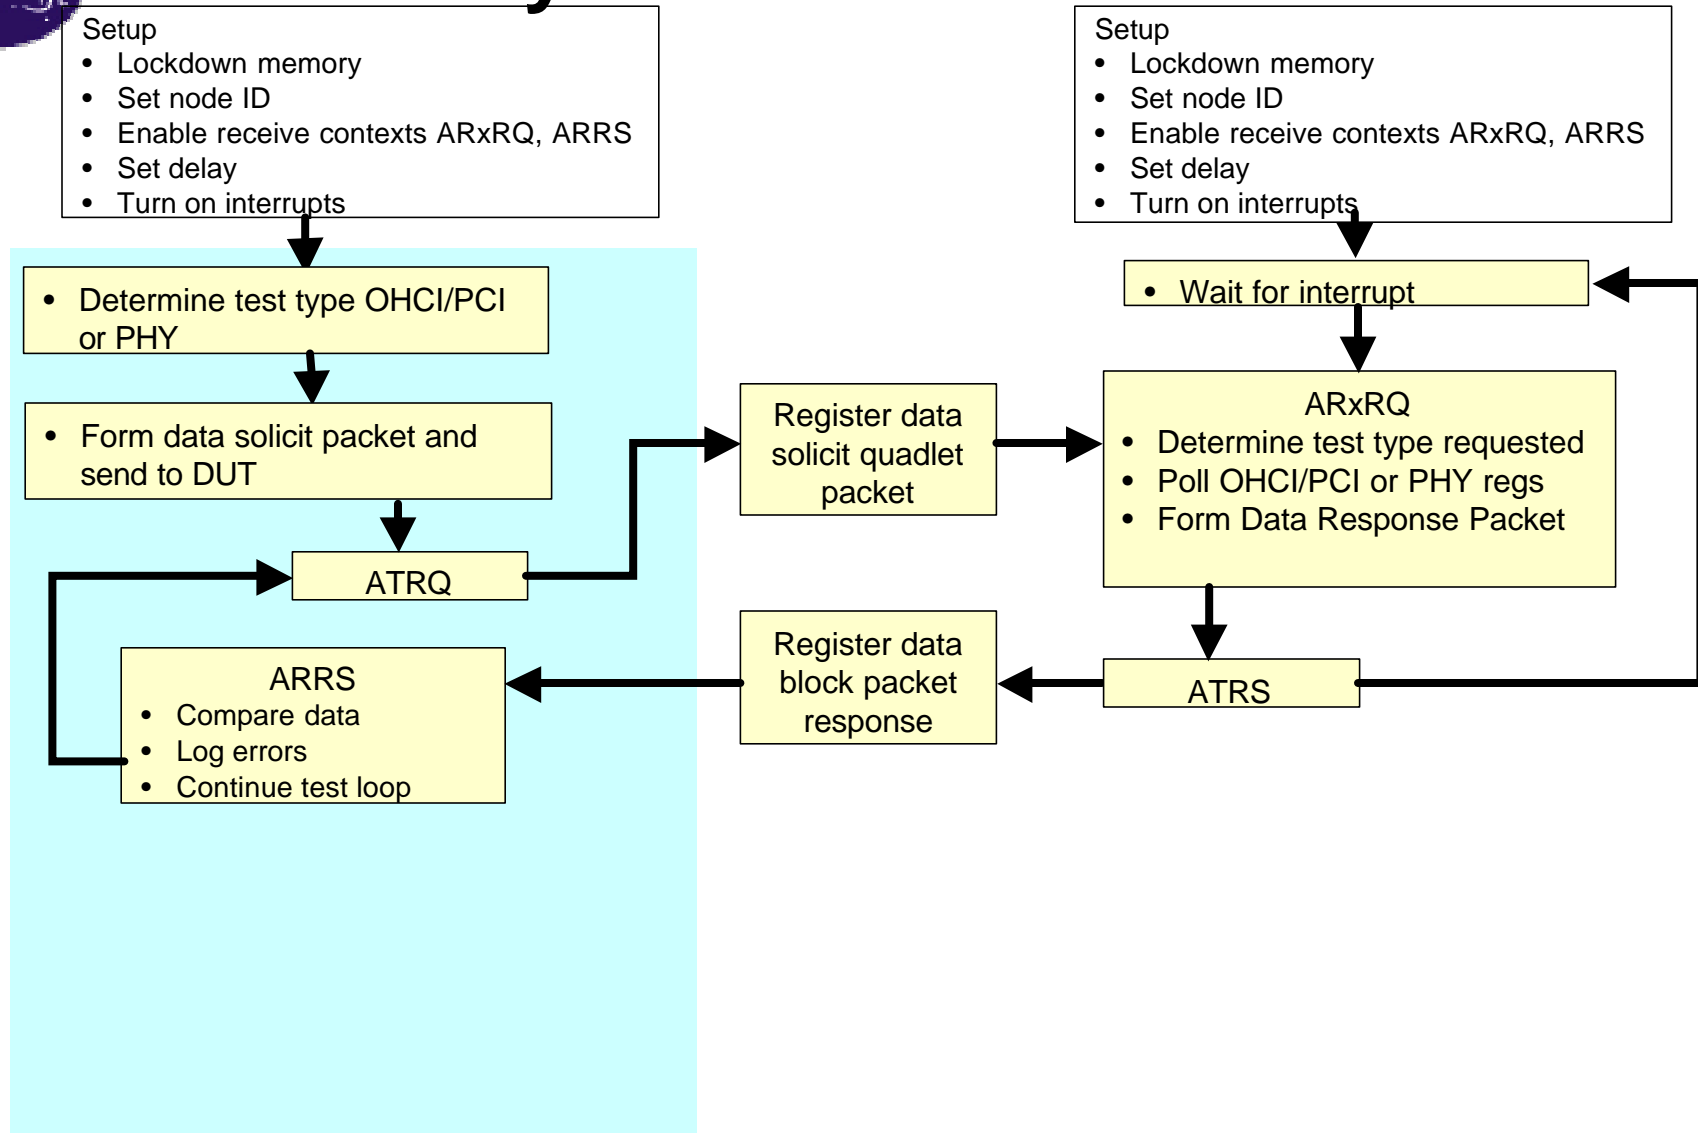 Setup
• Lockdown memory
• Set node ID
• Enable receive contexts ARxRQ, ARRS
• Set delay
• Turn on interrupts
• Determine test type OHCI/PCI
or PHY
• Form data solicit packet and
send to DUT
ATRQ
ARRS
• Compare data
• Log errors
• Continue test loop
Register data
solicit quadlet
packet
Register data
block packet
response
Setup
• Lockdown memory
• Set node ID
• Enable receive contexts ARxRQ, ARRS
• Set delay
• Turn on interrupts
• Wait for interrupt
ARxRQ
• Determine test type requested
• Poll OHCI/PCI or PHY regs
• Form Data Response Packet
ATRS